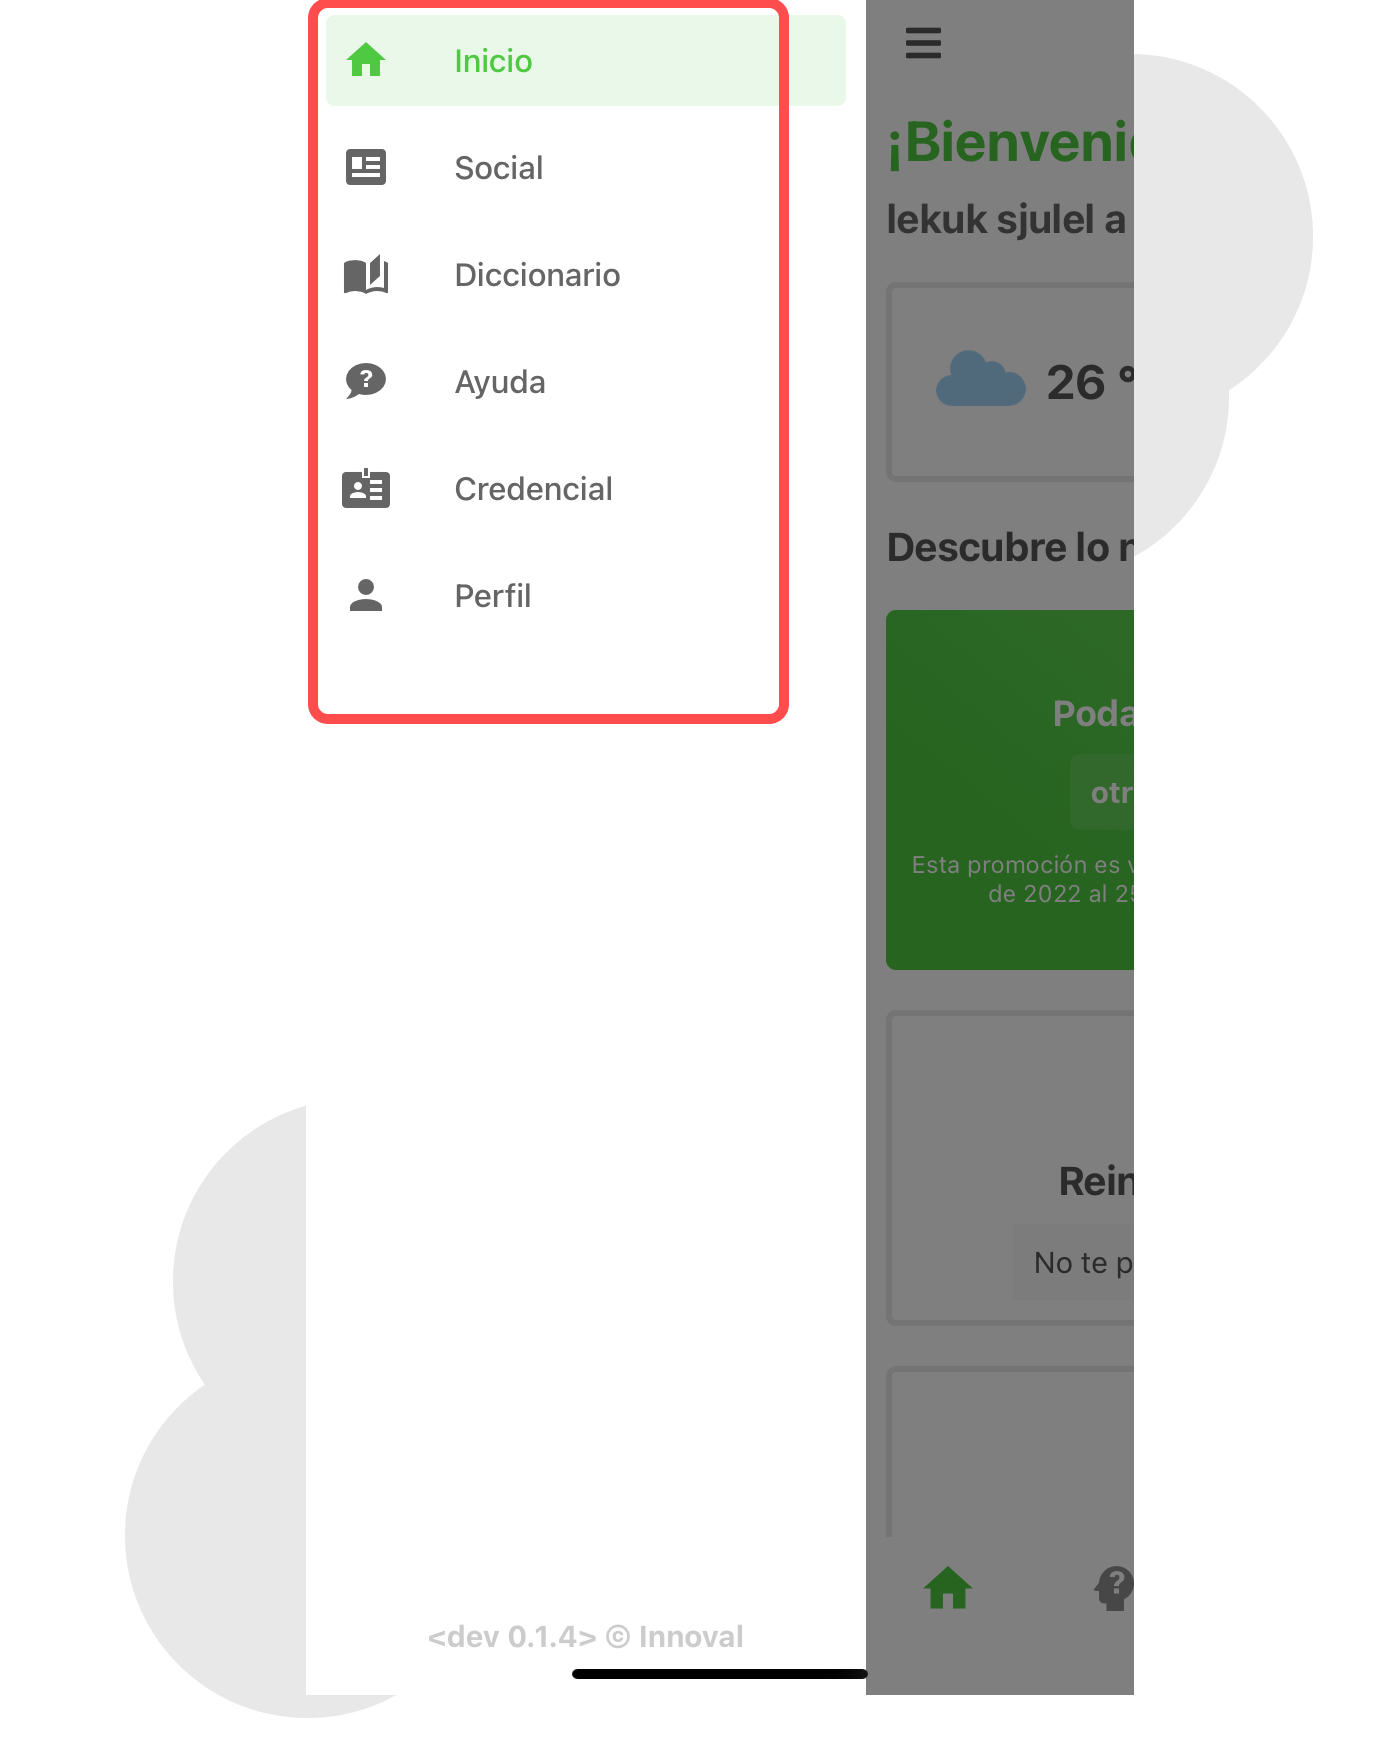 Inicio
Social
Diccionario
Ayuda
Credencial
Perfil
<dev 0.1.4> © Innoval
¡Bienveni
lekuk sjulel a
26 °
Descubre lo
Poda
otr
Esta promoción es
de 2022 al 25
Rein
No te p